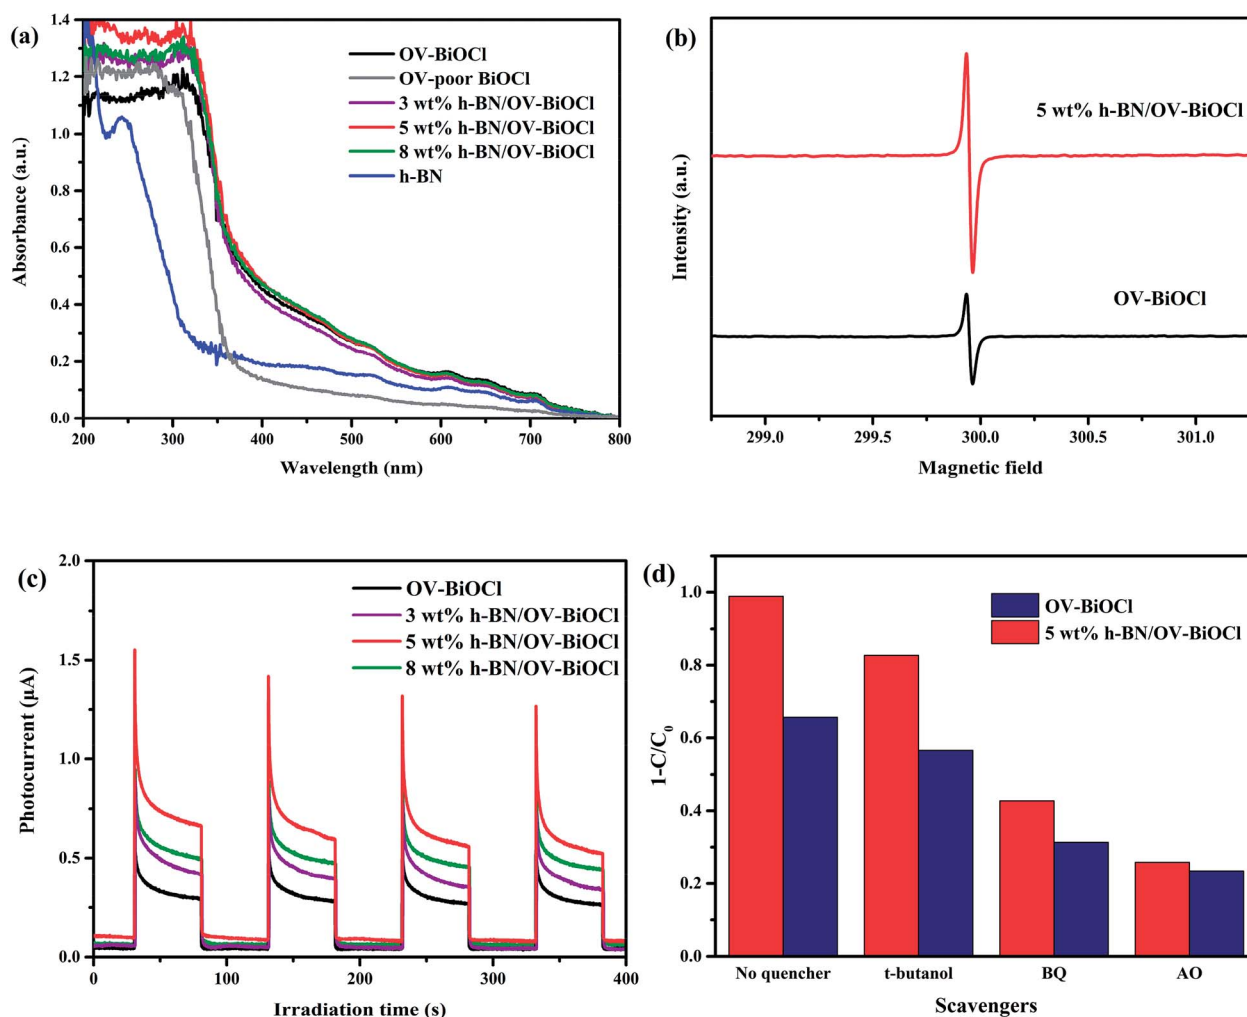 (a)
1.4
1.2
1.0
0.8
0.6
0.4
0.2
0.0
Absorbance (a.u.)
OV-BiOCl
OV-poor BiOCl
3 wt% h-BN/OV-BiOCl
5 wt% h-BN/OV-BiOCl
8 wt% h-BN/OV-BiOCl
h-BN
200 300 400 500 600 700 800
Wavelength (nm)
(b)
Intensity (a.u.)
5 wt% h-BN/OV-BiOCl
OV-BiOCl
299.0 299.5 300.0 300.5 301.0
Magnetic field
(c)
2.0
1.5
1.0
0.5
0.0
Photocurrent (μA)
OV-BiOCl
3 wt% h-BN/OV-BiOCl
5 wt% h-BN/OV-BiOCl
8 wt% h-BN/OV-BiOCl
0 100 200 300 400
Irradiation time (s)
(d)
1.0
0.8
0.6
0.4
0.2
0.0
1-C/C₀
OV-BiOCl
5 wt% h-BN/OV-BiOCl
No quencher t-butanol BQ AO
Scavengers